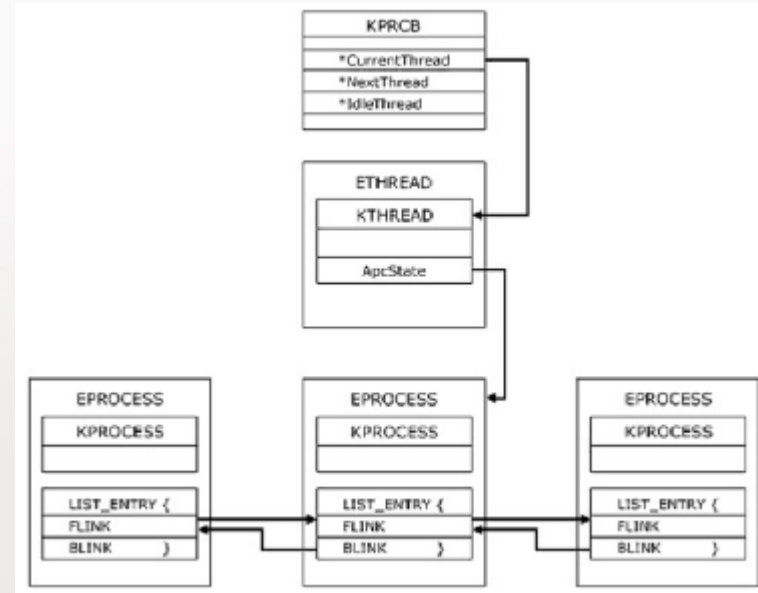 KPRCB
*CurrentThread
*NextThread
*IdleThread
ETHREAD
KTHREAD
ApcState
EPROCESS
KPROCESS
LIST_ENTRY {
FLINK
BLINK }
EPROCESS
KPROCESS
LIST_ENTRY {
FLINK
BLINK }
EPROCESS
KPROCESS
LIST_ENTRY {
FLINK
BLINK }